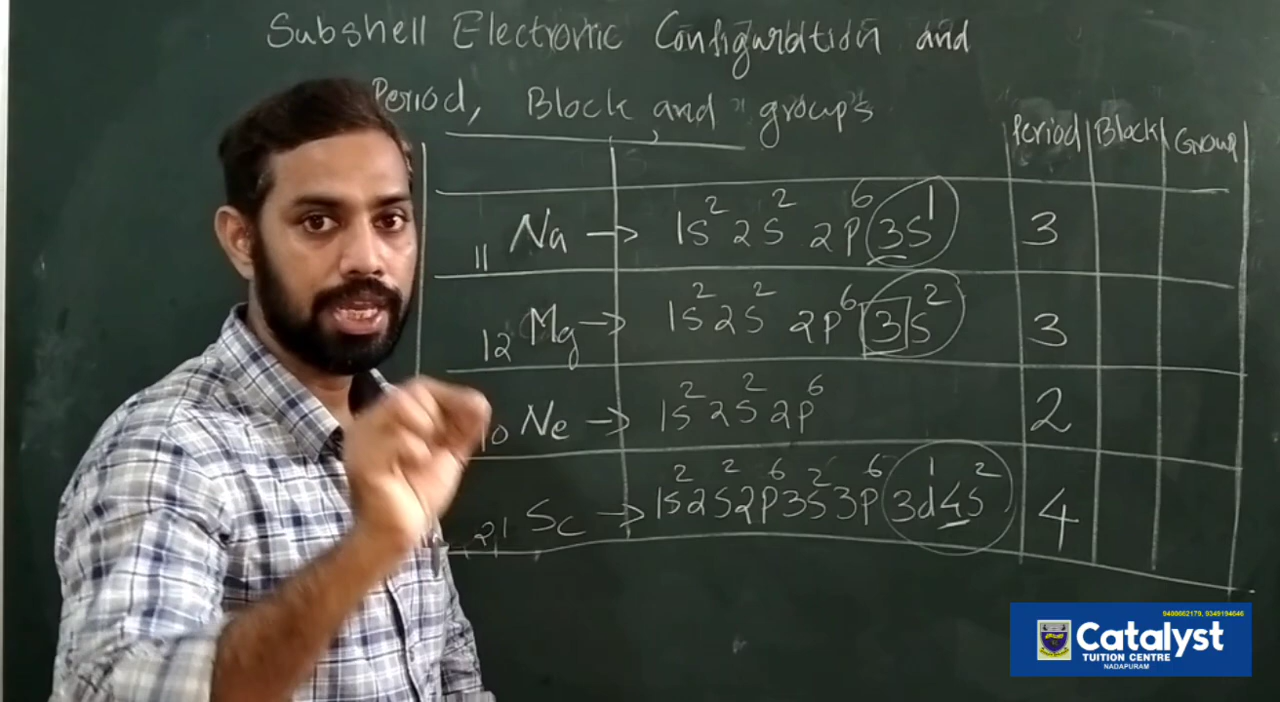 Subshell Electronic Configuration and
Period, Block and groups
Period Block Group
11 Na → 1s² 2s² 2p⁶ 3s¹ 3
12 Mg → 1s² 2s² 2p⁶ 3s² 3
10 Ne → 1s² 2s² 2p⁶ 2
21 Sc → 1s² 2s² 2p⁶ 3s² 3p⁶ 3d¹ 4s² 4
9400662179, 9349194646
Catalyst
TUITION CENTRE
NADAPURAM